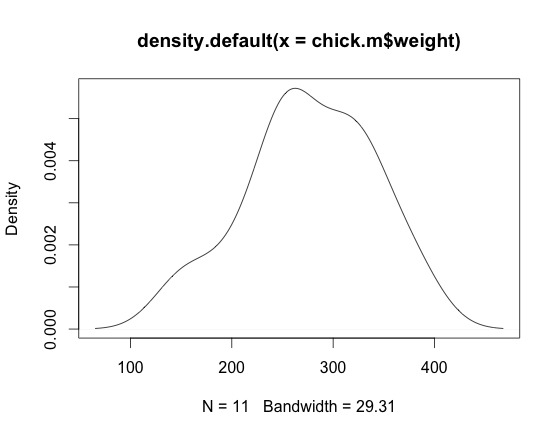 density.default(x = chick.m$weight)
Density
0.004
0.002
0.000
100 200 300 400
N = 11 Bandwidth = 29.31